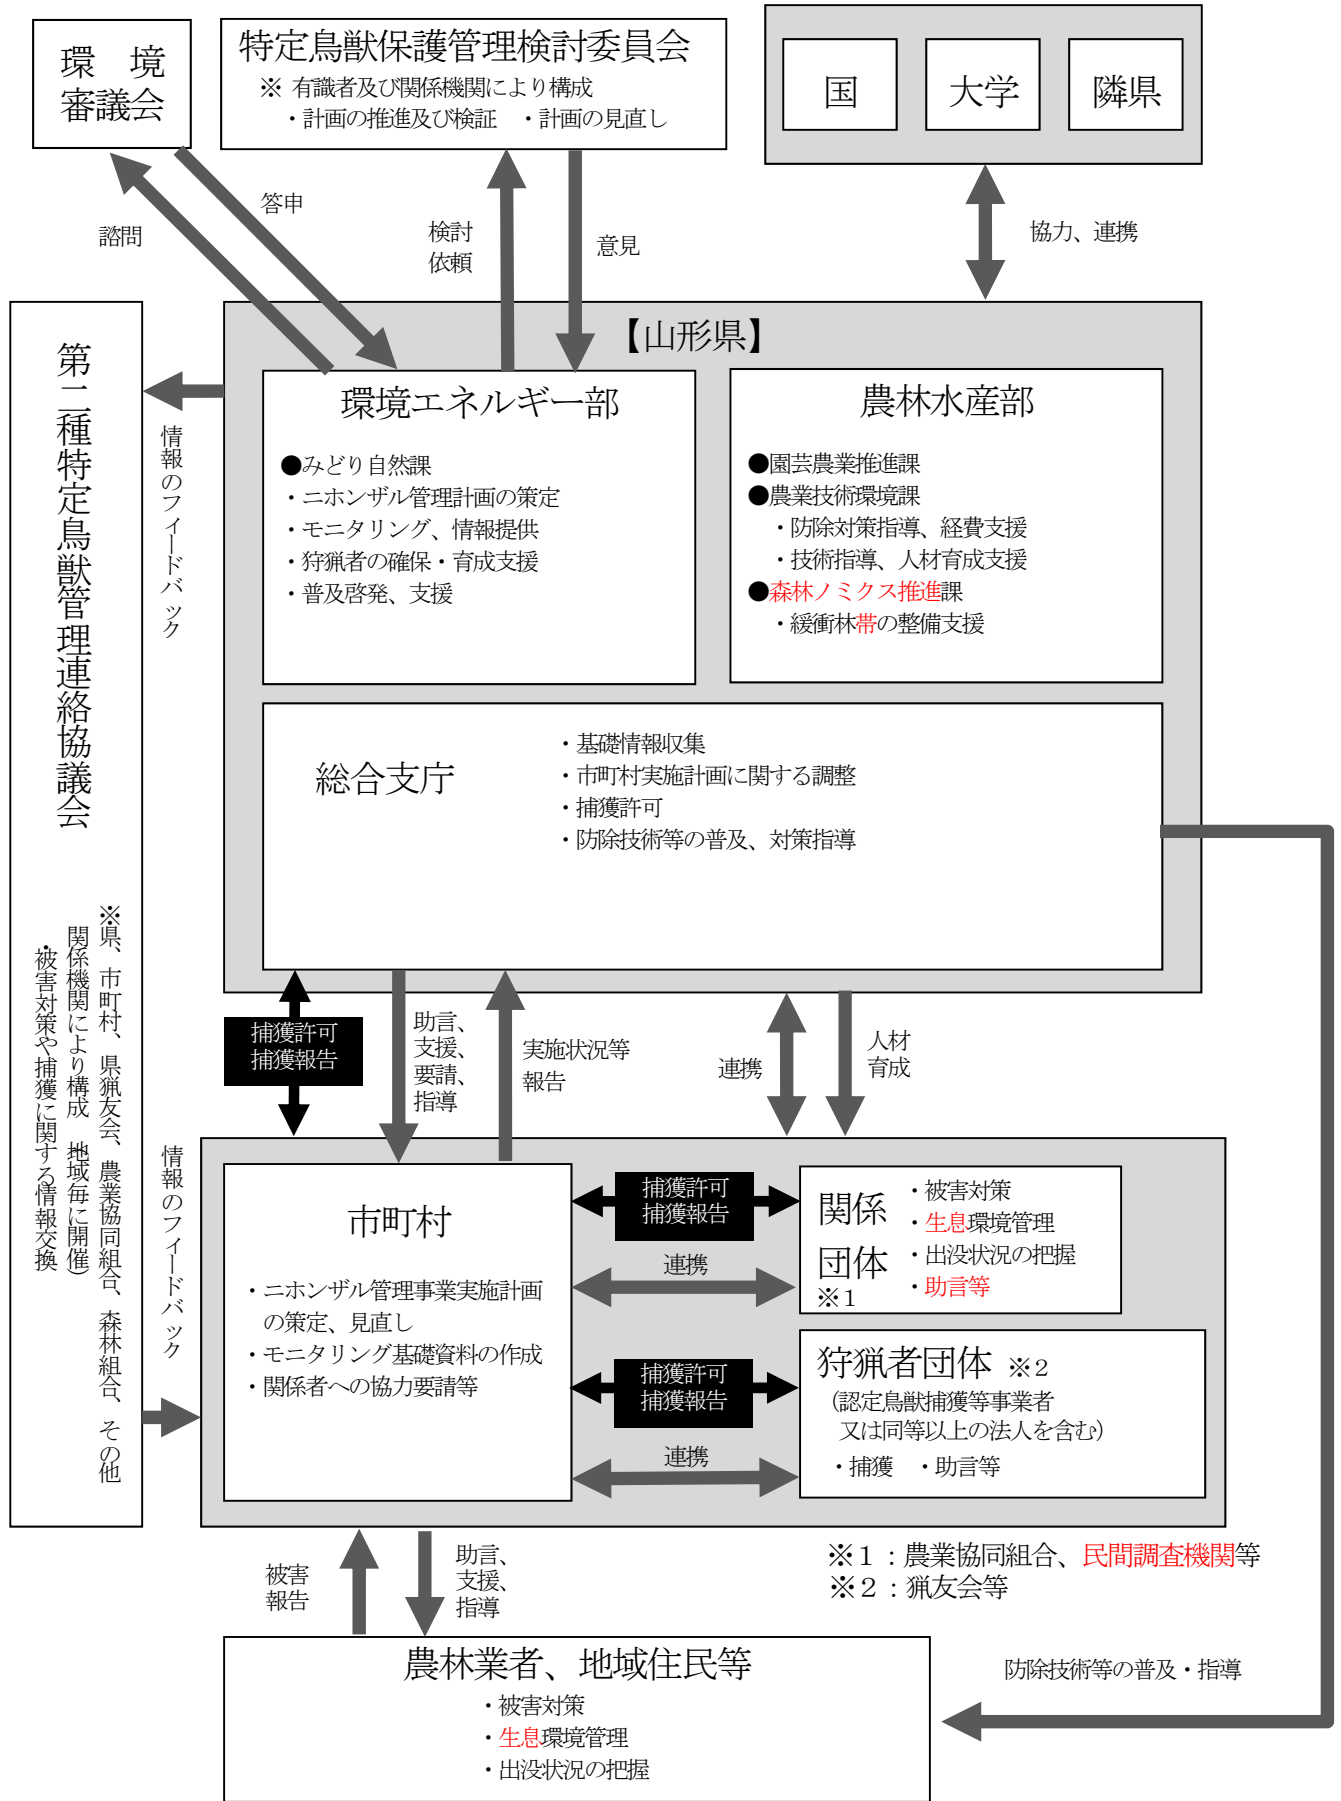 環　境
審議会
特定鳥獣保護管理検討委員会
※ 有識者及び関係機関により構成
・計画の推進及び検証　・計画の見直し
国
大学
隣県
諮問
答申
検討
依頼
意見
協力、連携
【山形県】
環境エネルギー部
●みどり自然課
・ニホンザル管理計画の策定
・モニタリング、情報提供
・狩猟者の確保・育成支援
・普及啓発、支援
農林水産部
●園芸農業推進課
●農業技術環境課
・防除対策指導、経費支援
・技術指導、人材育成支援
●森林ノミクス推進課
・緩衝林帯の整備支援
総合支庁
・基礎情報収集
・市町村実施計画に関する調整
・捕獲許可
・防除技術等の普及、対策指導
第二種特定鳥獣管理連絡協議会
※県、市町村、県猟友会、農業協同組合、森林組合、その他
関係機関により構成　地域毎に開催）
・被害対策や捕獲に関する情報交換
情報のフィードバック
情報のフィードバック
捕獲許可
捕獲報告
助言、
支援、
要請、
指導
実施状況等
報告
連携
人材
育成
市町村
・ニホンザル管理事業実施計画
の策定、見直し
・モニタリング基礎資料の作成
・関係者への協力要請等
捕獲許可
捕獲報告
連携
捕獲許可
捕獲報告
連携
関係
団体
※１
・被害対策
・生息環境管理
・出没状況の把握
・助言等
狩猟者団体 ※２
（認定鳥獣捕獲等事業者
又は同等以上の法人を含む）
・捕獲　・助言等
※１：農業協同組合、民間調査機関等
※２：猟友会等
被害
報告
助言、
支援、
指導
農林業者、地域住民等
・被害対策
・生息環境管理
・出没状況の把握
防除技術等の普及・指導